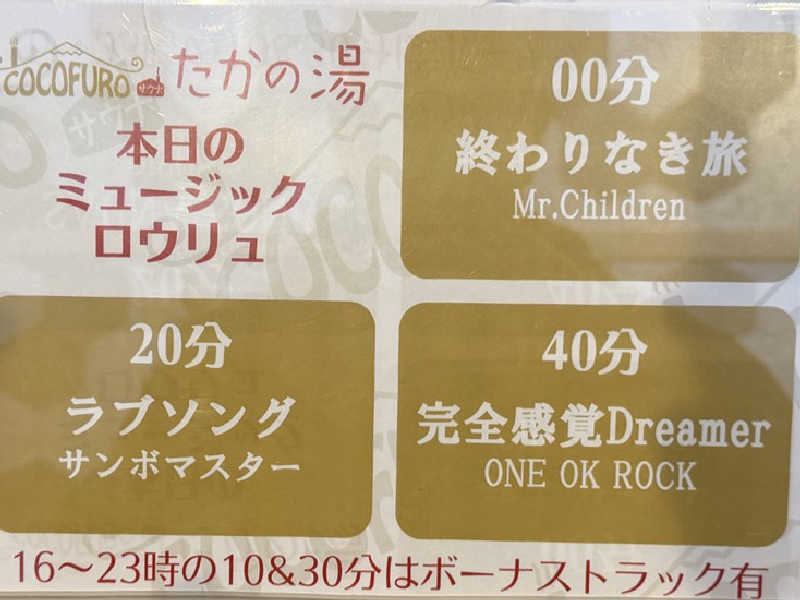 COCOFURO サウナ たかの湯
本日の
ミュージック
ロウリュ
00分
終わりなき旅
Mr.Children
20分
ラブソング
サンボマスター
40分
完全感覚Dreamer
ONE OK ROCK
16〜23時の10&30分はボーナストラック有